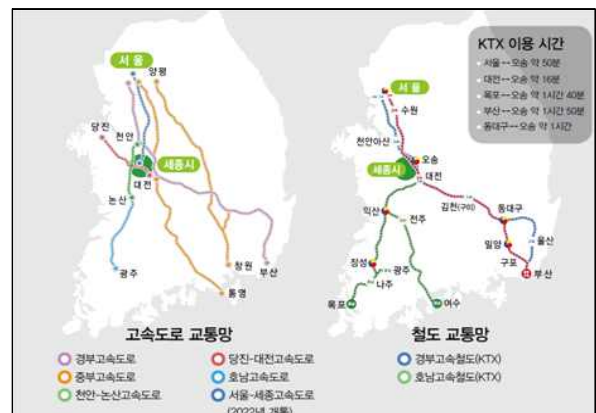 서울
양평
당진
천안
세종시
대전
논산
광주
창원
부산
통영
고속도로 교통망
경부고속도로
당진-대전고속도로
중부고속도로
호남고속도로
천안-논산고속도로
서울-세종고속도로
(2022년 개통)
KTX 이용 시간
서울↔오송 약 50분
대전↔오송 약 16분
목포↔오송 약 1시간 40분
부산↔오송 약 1시간 50분
동대구↔오송 약 1시간
서울
수원
천안아산
오송
세종시
대전
김천(구미)
동대구
익산
전주
밀양
울산
구포
부산
장성
광주
나주
목포
여수
철도 교통망
경부고속철도(KTX)
호남고속철도(KTX)